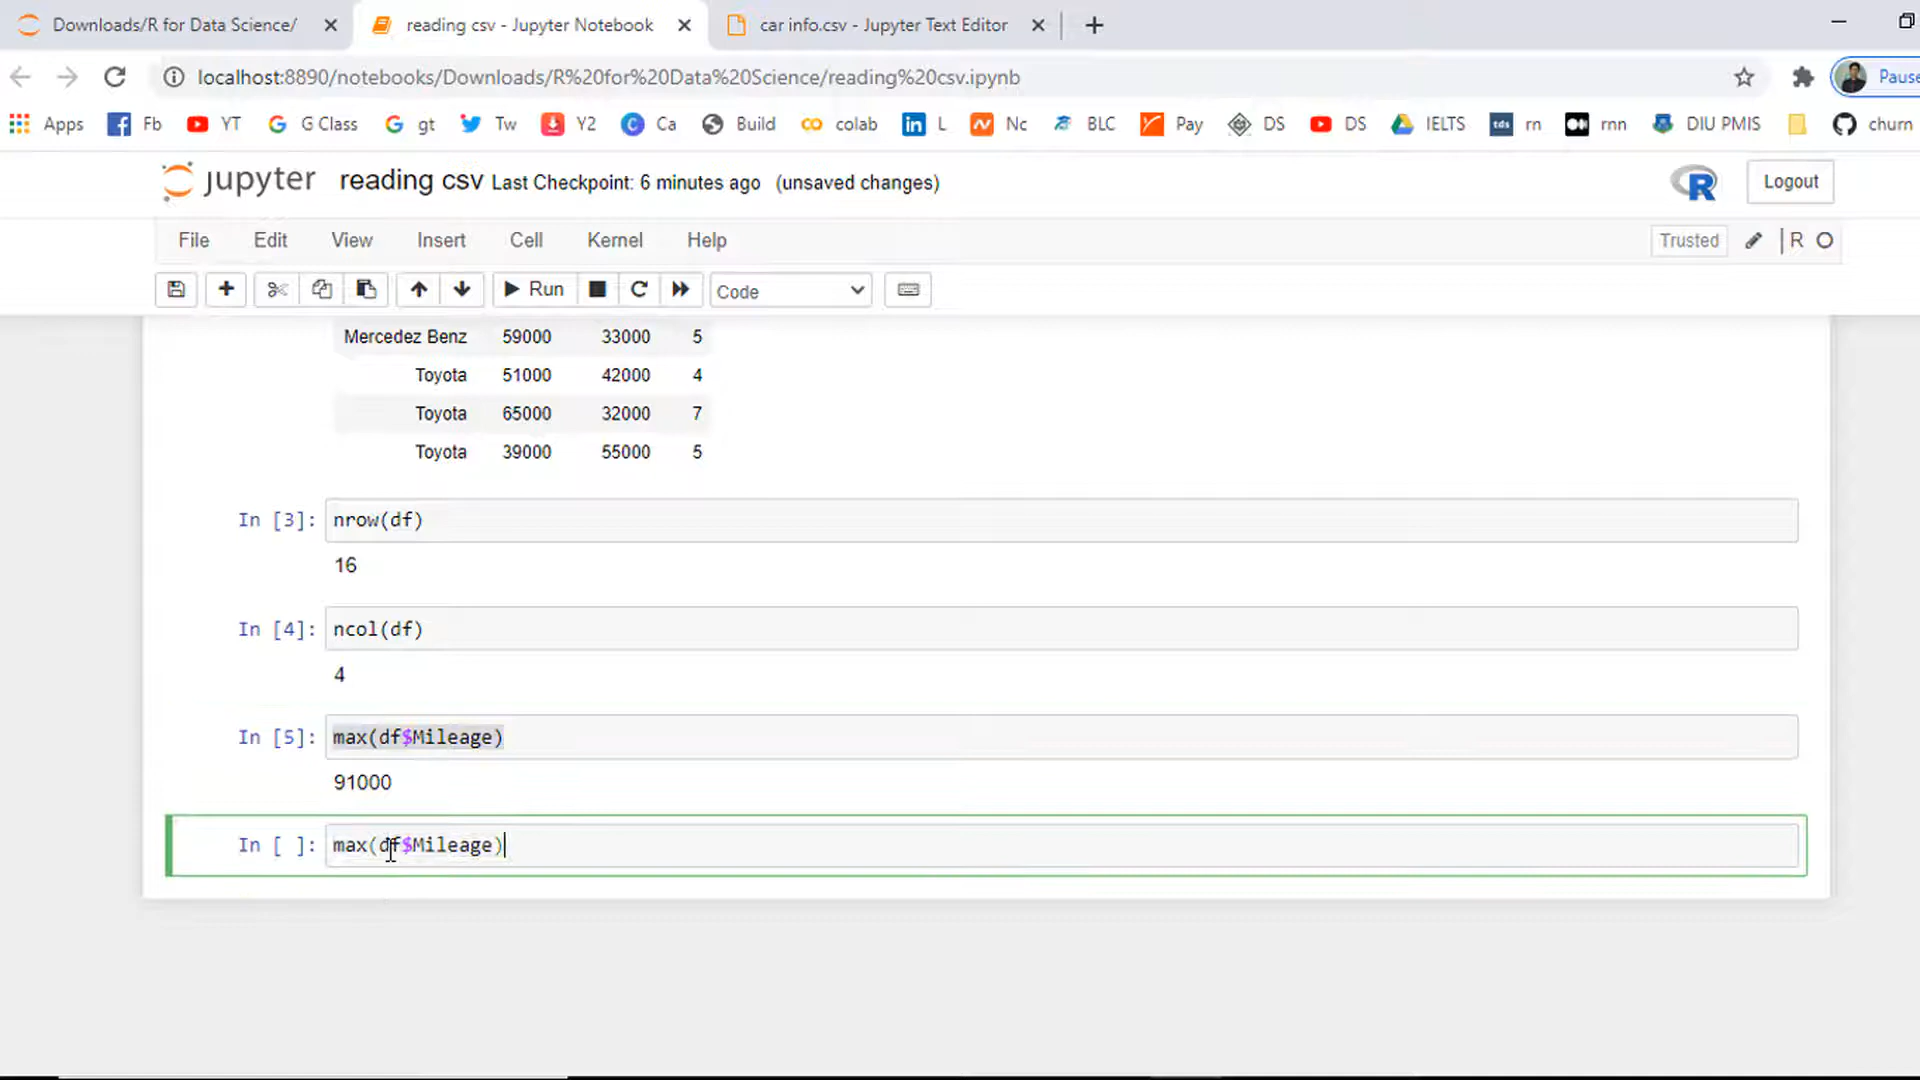 Downloads/R for Data Science/
reading csv - Jupyter Notebook
car info.csv - Jupyter Text Editor
localhost:8890/notebooks/Downloads/R%20for%20Data%20Science/reading%20csv.ipynb
Pause
Apps Fb YT G Class gt Tw Y2 Ca Build colab L Nc BLC Pay DS DS IELTS tds rn rnn DIU PMIS churn
jupyter reading csv Last Checkpoint: 6 minutes ago (unsaved changes)
R
Logout
File Edit View Insert Cell Kernel Help
Trusted R
Run Code
Mercedez Benz 59000 33000 5
Toyota 51000 42000 4
Toyota 65000 32000 7
Toyota 39000 55000 5
In [3]: nrow(df)
16
In [4]: ncol(df)
4
In [5]: max(df$Mileage)
91000
In [ ]: max(df$Mileage)